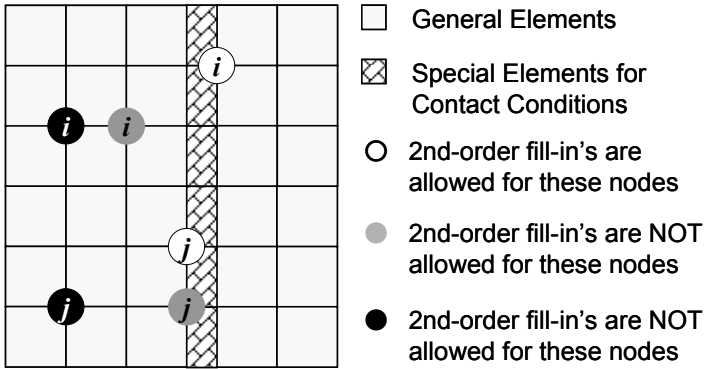 General Elements
i
Special Elements for
Contact Conditions
i
i
2nd-order fill-in's are
allowed for these nodes
j
2nd-order fill-in's are NOT
allowed for these nodes
j
j
2nd-order fill-in's are NOT
allowed for these nodes